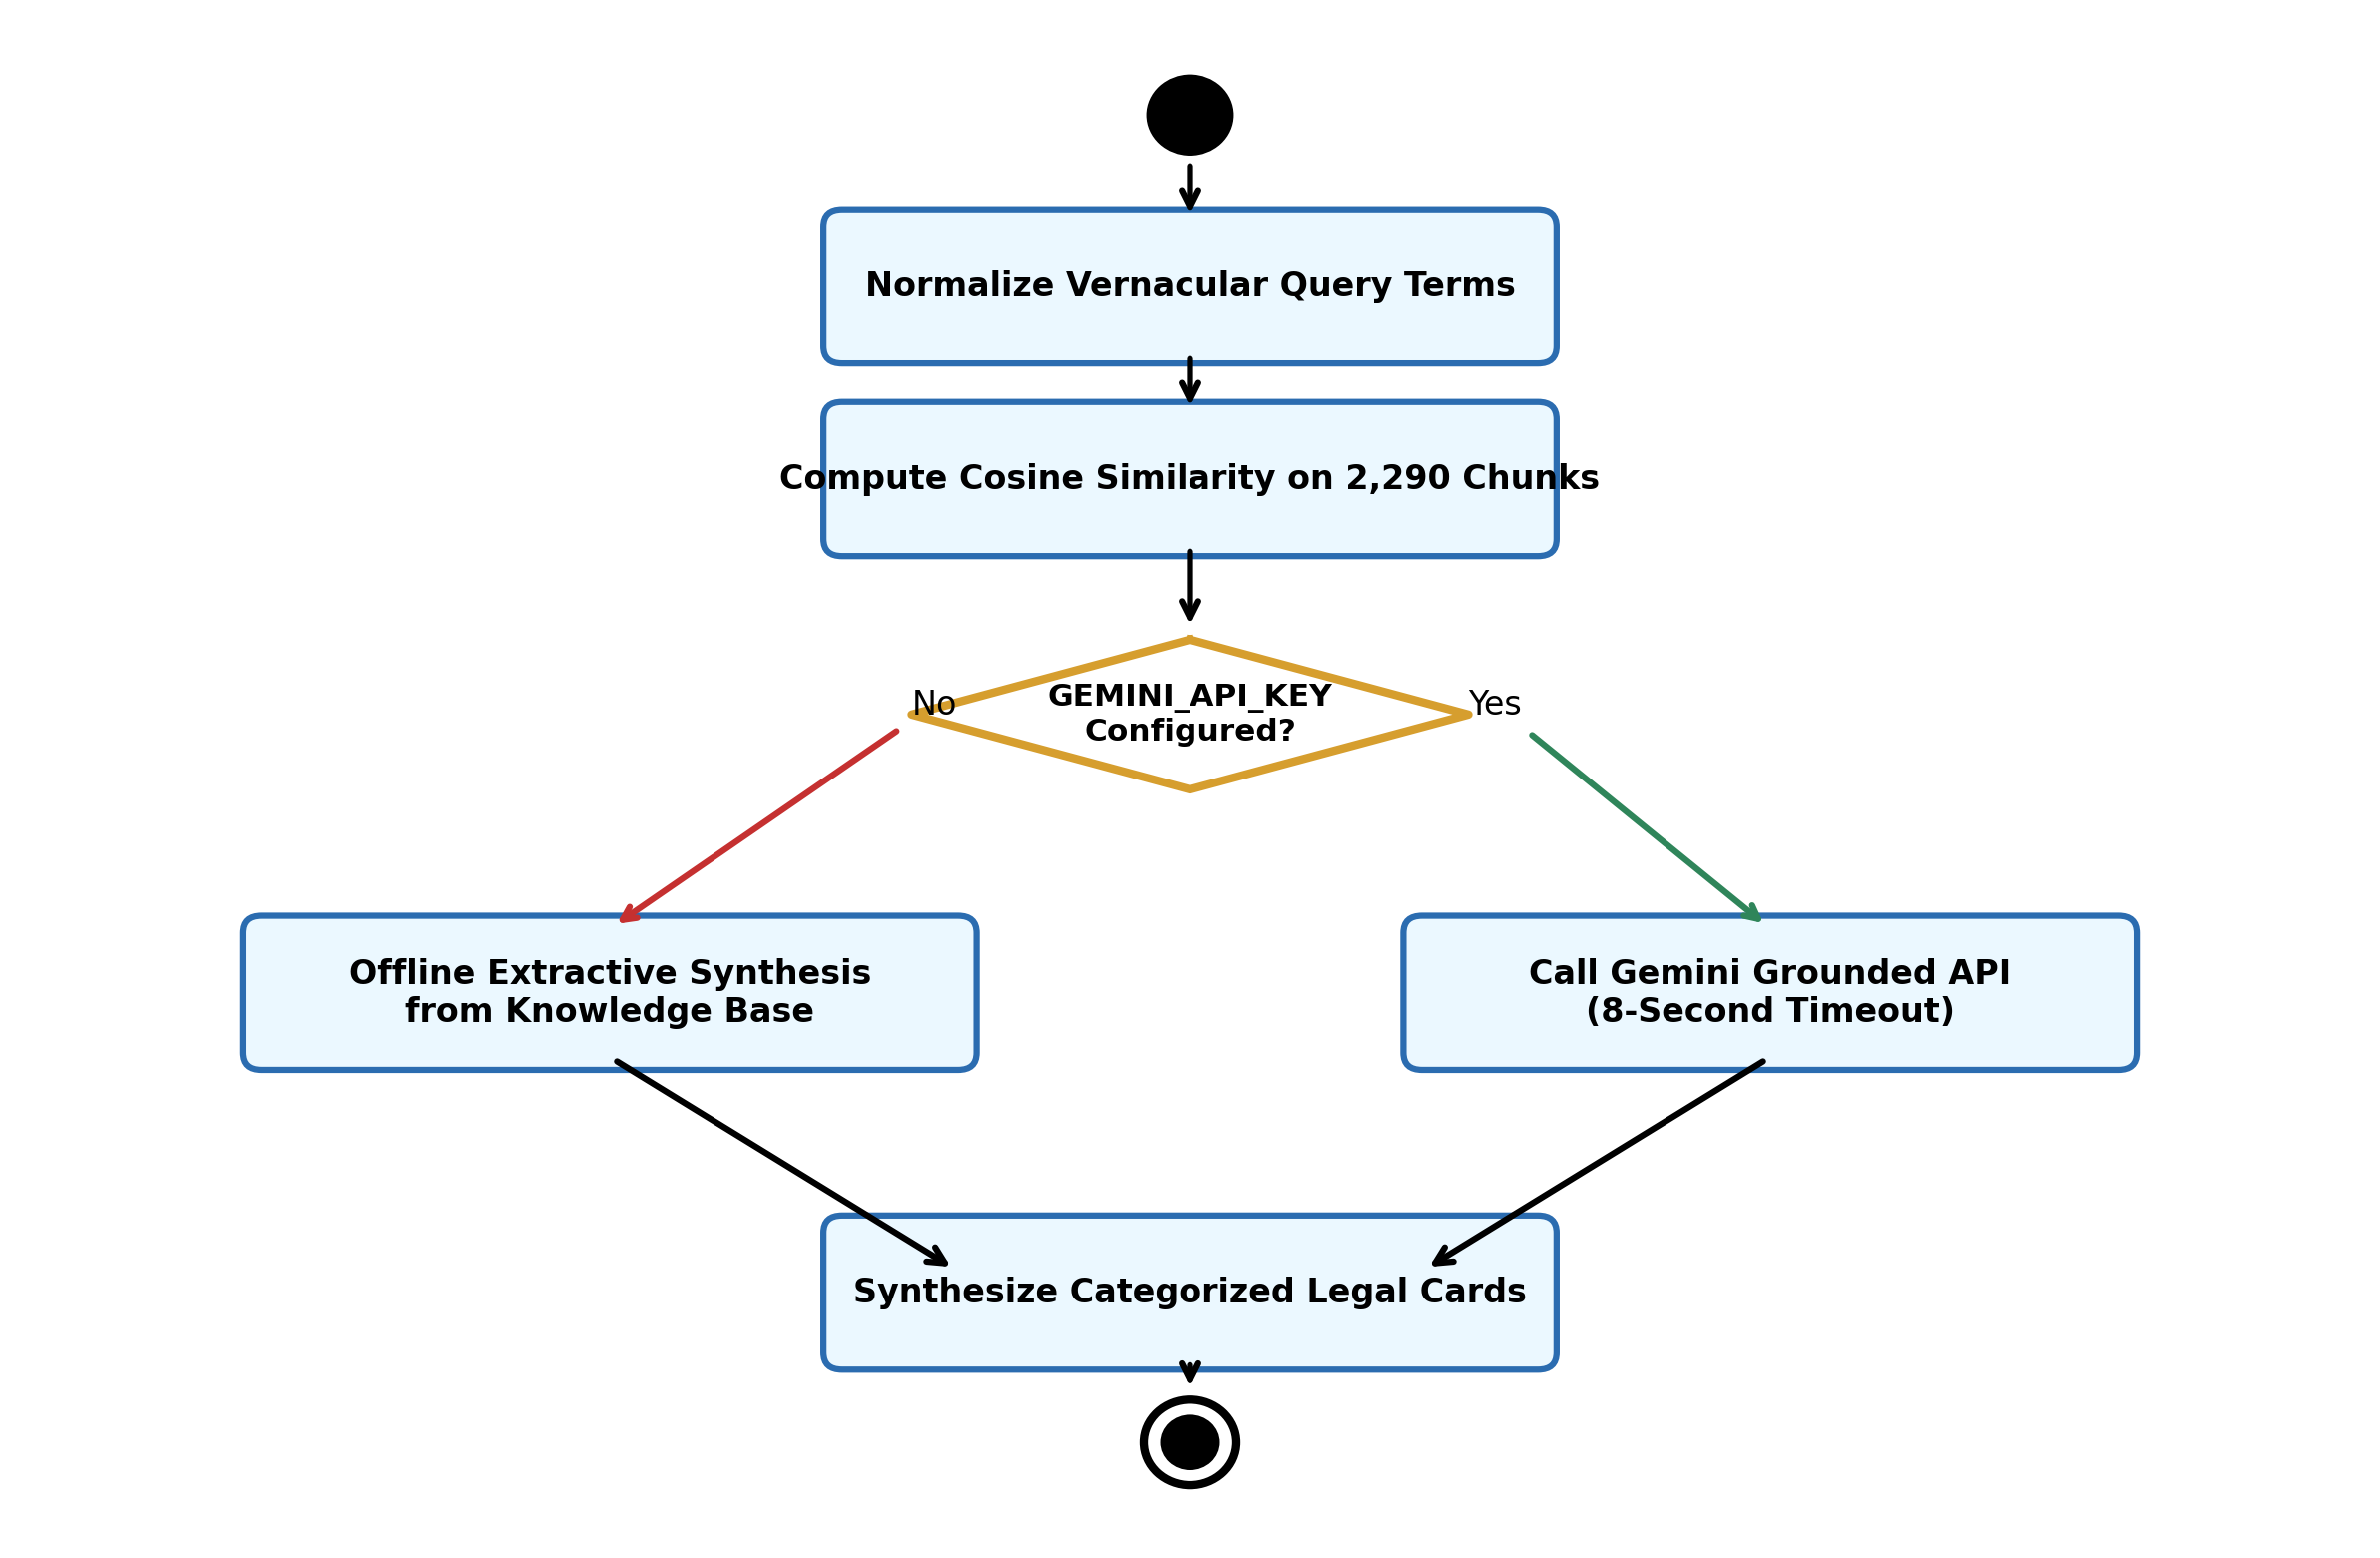 Normalize Vernacular Query Terms
Compute Cosine Similarity on 2,290 Chunks
GEMINI_API_KEY
Configured?
No
Yes
Offline Extractive Synthesis
from Knowledge Base
Call Gemini Grounded API
(8-Second Timeout)
Synthesize Categorized Legal Cards